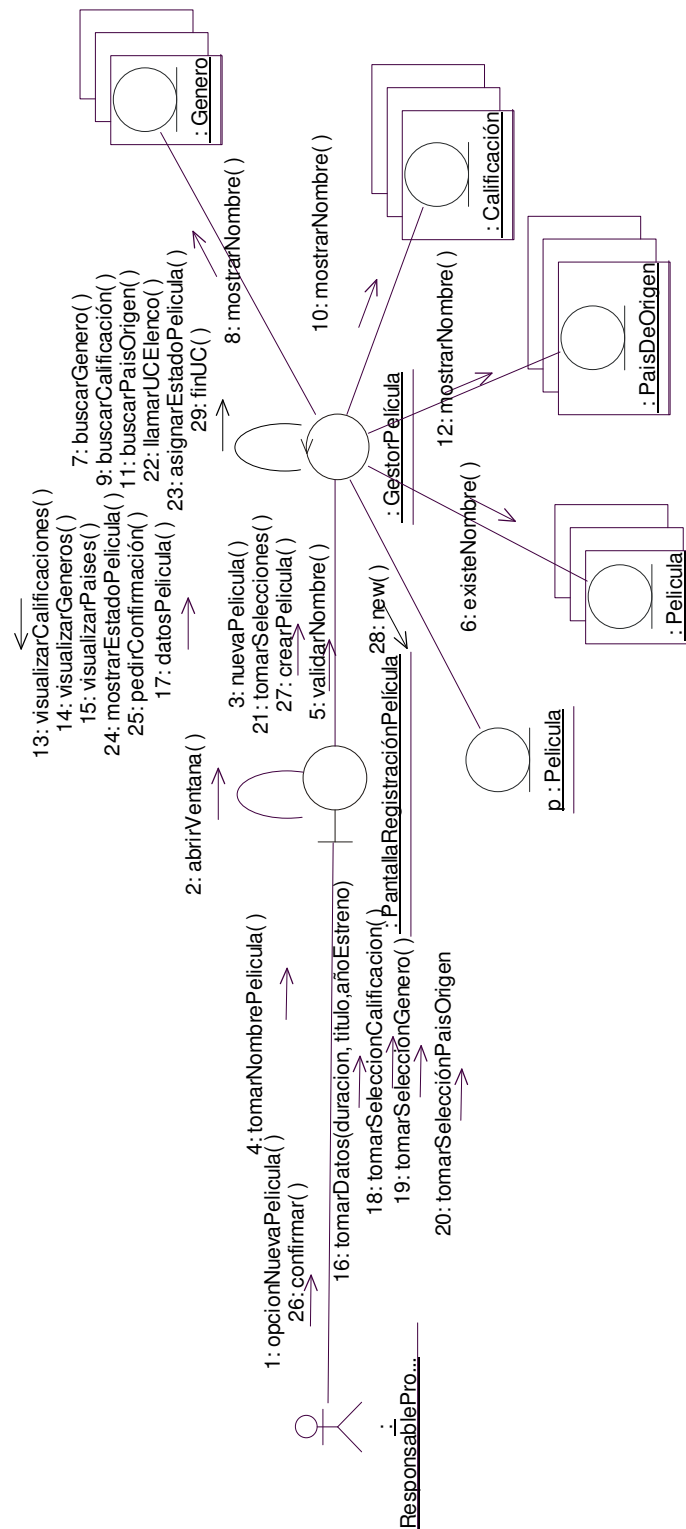 1: opcionNuevaPelicula( )
26: confirmar( )
4: tomarNombrePelicula( )
16: tomarDatos(duracion, titulo,añoEstreno)
18: tomarSeleccionCalificacion( )
19: tomarSelecciónGenero( )
20: tomarSelecciónPaisOrigen
:
ResponsablePro...
2: abrirVentana( )
: PantallaRegistraciónPelícula
13: visualizarCalificaciones( )
14: visualizarGeneros( )
15: visualizarPaises( )
24: mostrarEstadoPelicula( )
25: pedirConfirmación( )
17: datosPelicula( )
3: nuevaPelicula( )
21: tomarSelecciones( )
27: crearPelicula( )
5: validarNombre( )
7: buscarGenero( )
9: buscarCalificación( )
11: buscarPaisOrigen( )
22: llamarUCElenco( )
23: asignarEstadoPelicula( )
29: finUC( )
: GestorPelícula
8: mostrarNombre( )
: Genero
10: mostrarNombre( )
: Calificación
12: mostrarNombre( )
: PaisDeOrigen
6: existeNombre( )
: Pelicula
28: new( )
p : Pelicula